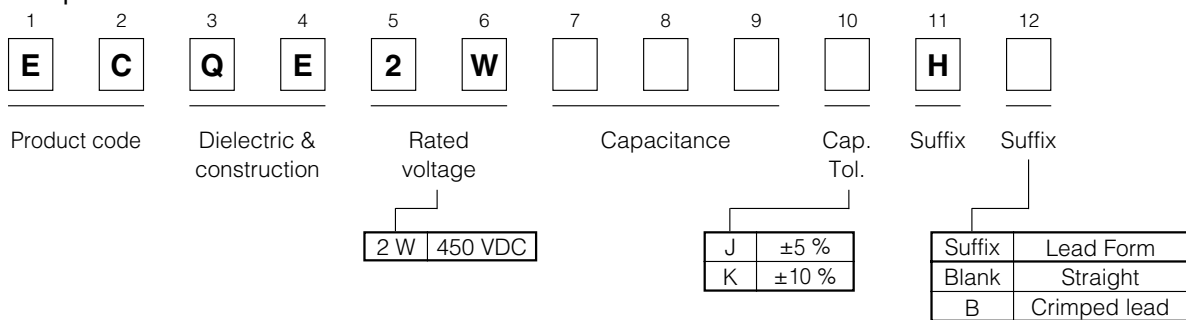 1 2 3 4 5 6 7 8 9 10 11 12
E C Q E 2 W H
Product code Dielectric & Rated Capacitance Cap. Suffix Suffix
construction voltage Tol.
2 W 450 VDC J ±5 % Suffix Lead Form
K ±10 % Blank Straight
B Crimped lead